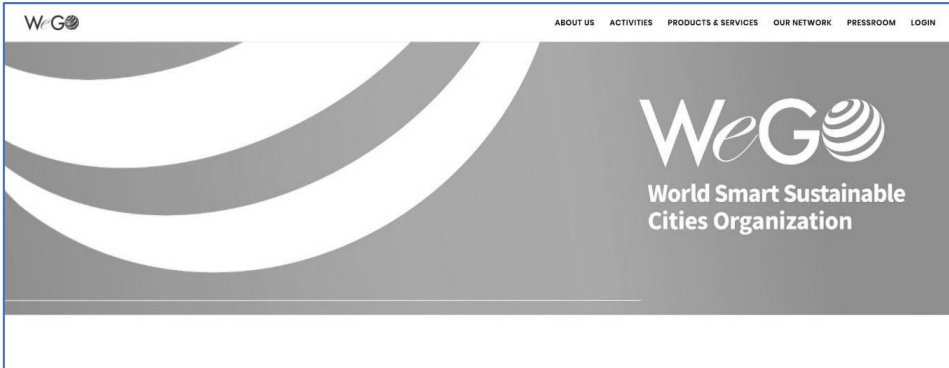 WeGO
ABOUT US ACTIVITIES PRODUCTS & SERVICES OUR NETWORK PRESSROOM LOGIN
WeGO
World Smart Sustainable
Cities Organization